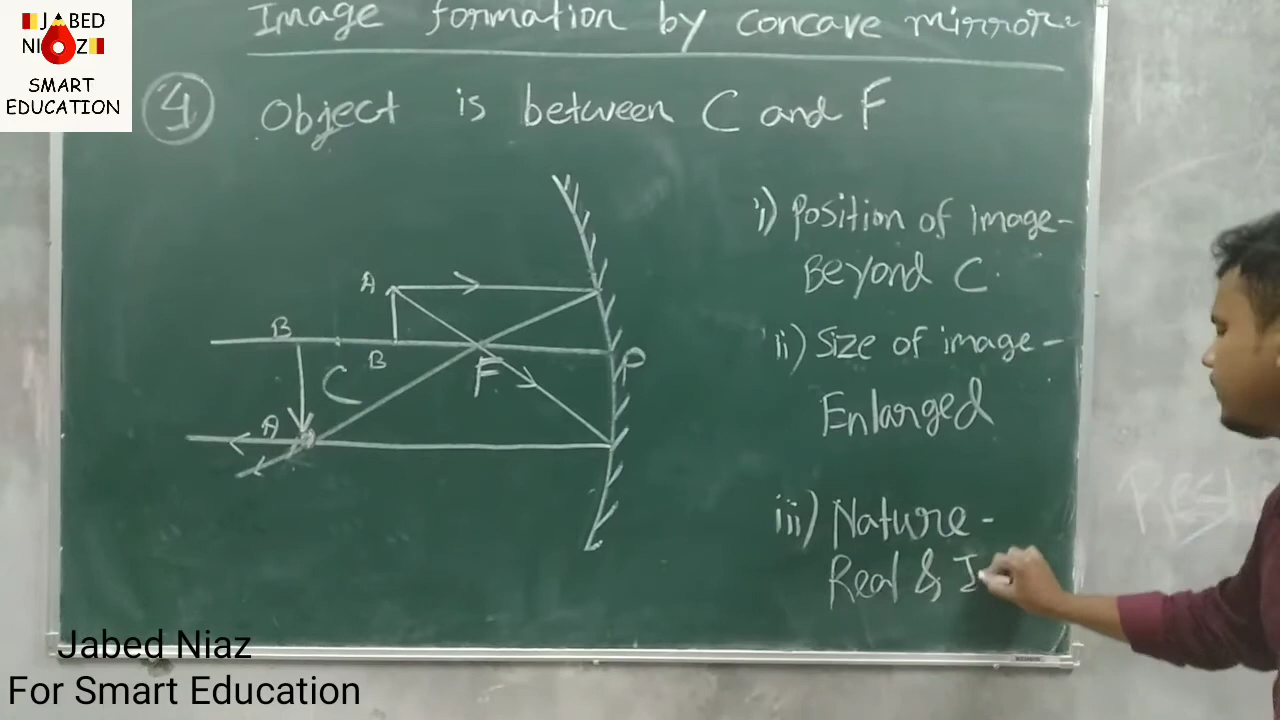 JABED
NIAZ
SMART
EDUCATION
Image formation by concave mirror
4 Object is between C and F
i) Position of Image-
Beyond C
ii) Size of image -
Enlarged
iii) Nature -
Real & I
A
B
B
C
F
P
A
Jabed Niaz
For Smart Education